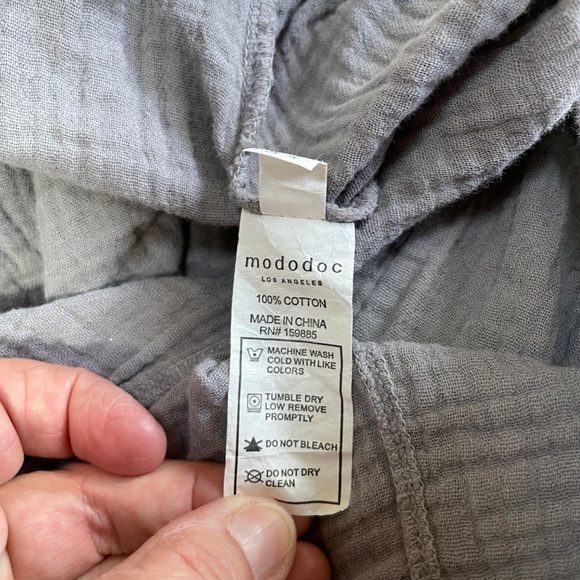 mododoc
LOS ANGELES
100% COTTON
MADE IN CHINA
RN# 159885
MACHINE WASH
COLD WITH LIKE
COLORS
TUMBLE DRY
LOW REMOVE
PROMPTLY
DO NOT BLEACH
DO NOT DRY
CLEAN